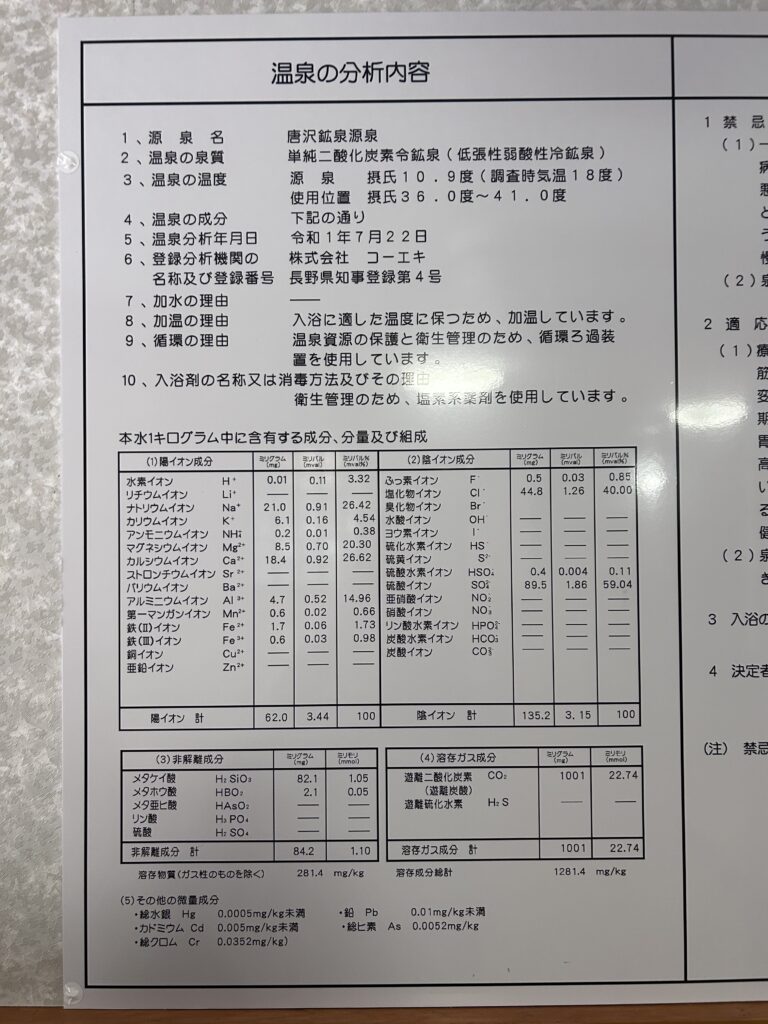 温泉の分析内容
1、源 泉 名 唐沢鉱泉源泉
2、温泉の泉質 単純二酸化炭素令鉱泉(低張性弱酸性冷鉱泉)
3、温泉の温度 源 泉 摂氏10.9度(調査時気温18度)
使用位置 摂氏36.0度～41.0度
4、温泉の成分 下記の通り
5、温泉分析年月日 令和1年7月22日
6、登録分析機関の 株式会社 コーエキ
名称及び登録番号 長野県知事登録第4号
7、加水の理由 ――
8、加温の理由 入浴に適した温度に保つため、加温しています。
9、循環の理由 温泉資源の保護と衛生管理のため、循環ろ過装
置を使用しています。
10、入浴剤の名称又は消毒方法及びその理由
衛生管理のため、塩素系薬剤を使用しています。
本水1キログラム中に含有する成分、分量及び組成
(1)陽イオン成分 ミリグラム(mg) ミリバル(mval) ミリバル%(mval%)
水素イオン H⁺ 0.01 0.11 3.32
リチウムイオン Li⁺ ― ― ―
ナトリウムイオン Na⁺ 21.0 0.91 26.42
カリウムイオン K⁺ 6.1 0.16 4.54
アンモニウムイオン NH₄⁺ 0.2 0.01 0.38
マグネシウムイオン Mg²⁺ 8.5 0.70 20.30
カルシウムイオン Ca²⁺ 18.4 0.92 26.62
ストロンチウムイオン Sr²⁺ ― ― ―
バリウムイオン Ba²⁺ ― ― ―
アルミニウムイオン Al³⁺ 4.7 0.52 14.96
第一マンガンイオン Mn²⁺ 0.6 0.02 0.66
鉄(II)イオン Fe²⁺ 1.7 0.06 1.73
鉄(III)イオン Fe³⁺ 0.6 0.03 0.98
銅イオン Cu²⁺ ― ― ―
亜鉛イオン Zn²⁺ ― ― ―
陽イオン 計 62.0 3.44 100
(2)陰イオン成分 ミリグラム(mg) ミリバル(mval) ミリバル%(mval%)
ふっ素イオン F⁻ 0.5 0.03 0.85
塩化物イオン Cl⁻ 44.8 1.26 40.00
臭化物イオン Br⁻ ― ― ―
水酸イオン OH⁻ ― ― ―
ヨウ素イオン I⁻ ― ― ―
硫化水素イオン HS⁻ ― ― ―
硫黄イオン S²⁻ ― ― ―
硫酸水素イオン HSO₄⁻ 0.4 0.004 0.11
硫酸イオン SO₄²⁻ 89.5 1.86 59.04
亜硝酸イオン NO₂⁻ ― ― ―
硝酸イオン NO₃⁻ ― ― ―
リン酸水素イオン HPO₄²⁻ ― ― ―
炭酸水素イオン HCO₃⁻ ― ― ―
炭酸イオン CO₃²⁻ ― ― ―
陰イオン 計 135.2 3.15 100
(3)非解離成分 ミリグラム(mg) ミリモリ(mmol)
メタケイ酸 H₂SiO₃ 82.1 1.05
メタホウ酸 HBO₂ 2.1 0.05
メタ亜ヒ酸 HAsO₂ ― ―
リン酸 H₃PO₄ ― ―
硫酸 H₂SO₄ ― ―
非解離成分 計 84.2 1.10
(4)溶存ガス成分 ミリグラム(mg) ミリモリ(mmol)
遊離二酸化炭素 CO₂ 1001 22.74
(遊離炭酸)
遊離硫化水素 H₂S ― ―
溶存ガス成分 計 1001 22.74
溶存物質(ガス性のものを除く) 281.4 mg/kg
溶存成分総計 1281.4 mg/kg
(5)その他の微量成分
・総水銀 Hg 0.0005mg/kg未満 ・鉛 Pb 0.01mg/kg未満
・カドミウム Cd 0.005mg/kg未満 ・総ヒ素 As 0.0052mg/kg
・総クロム Cr 0.0352mg/kg)
1 禁 忌
(1)一
病
悪
と
う
慢
(2)泉
2 適 応
(1)療
筋
変
期
胃
高
い
る
健
(2)泉
き
3 入浴の
4 決定者
(注) 禁忌